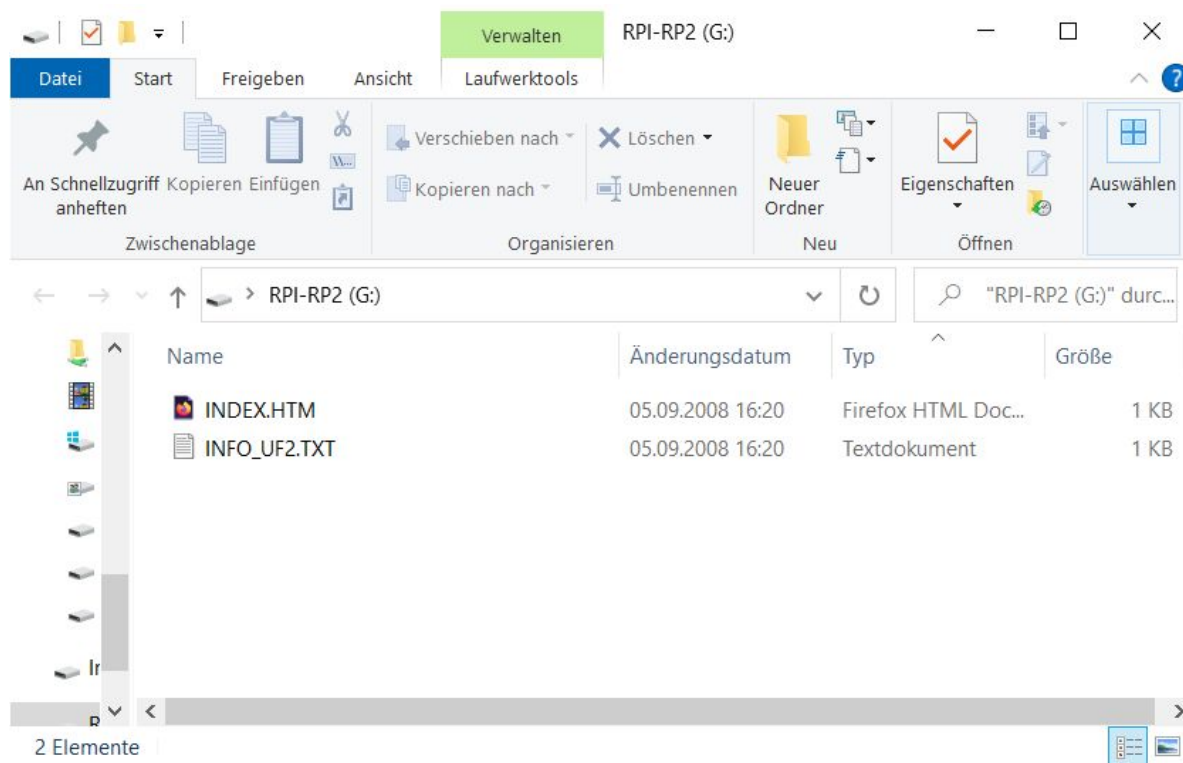 Verwalten
RPI-RP2 (G:)
Datei Start Freigeben Ansicht Laufwerktools ?
An Schnellzugriff anheften
Kopieren
Einfügen
W...
Zwischenablage
Verschieben nach
Kopieren nach
Löschen
Umbenennen
Organisieren
Neuer Ordner
Neu
Eigenschaften
Öffnen
Auswählen
RPI-RP2 (G:)
"RPI-RP2 (G:)" durc...
Name Änderungsdatum Typ Größe
INDEX.HTM 05.09.2008 16:20 Firefox HTML Doc... 1 KB
INFO_UF2.TXT 05.09.2008 16:20 Textdokument 1 KB
2 Elemente